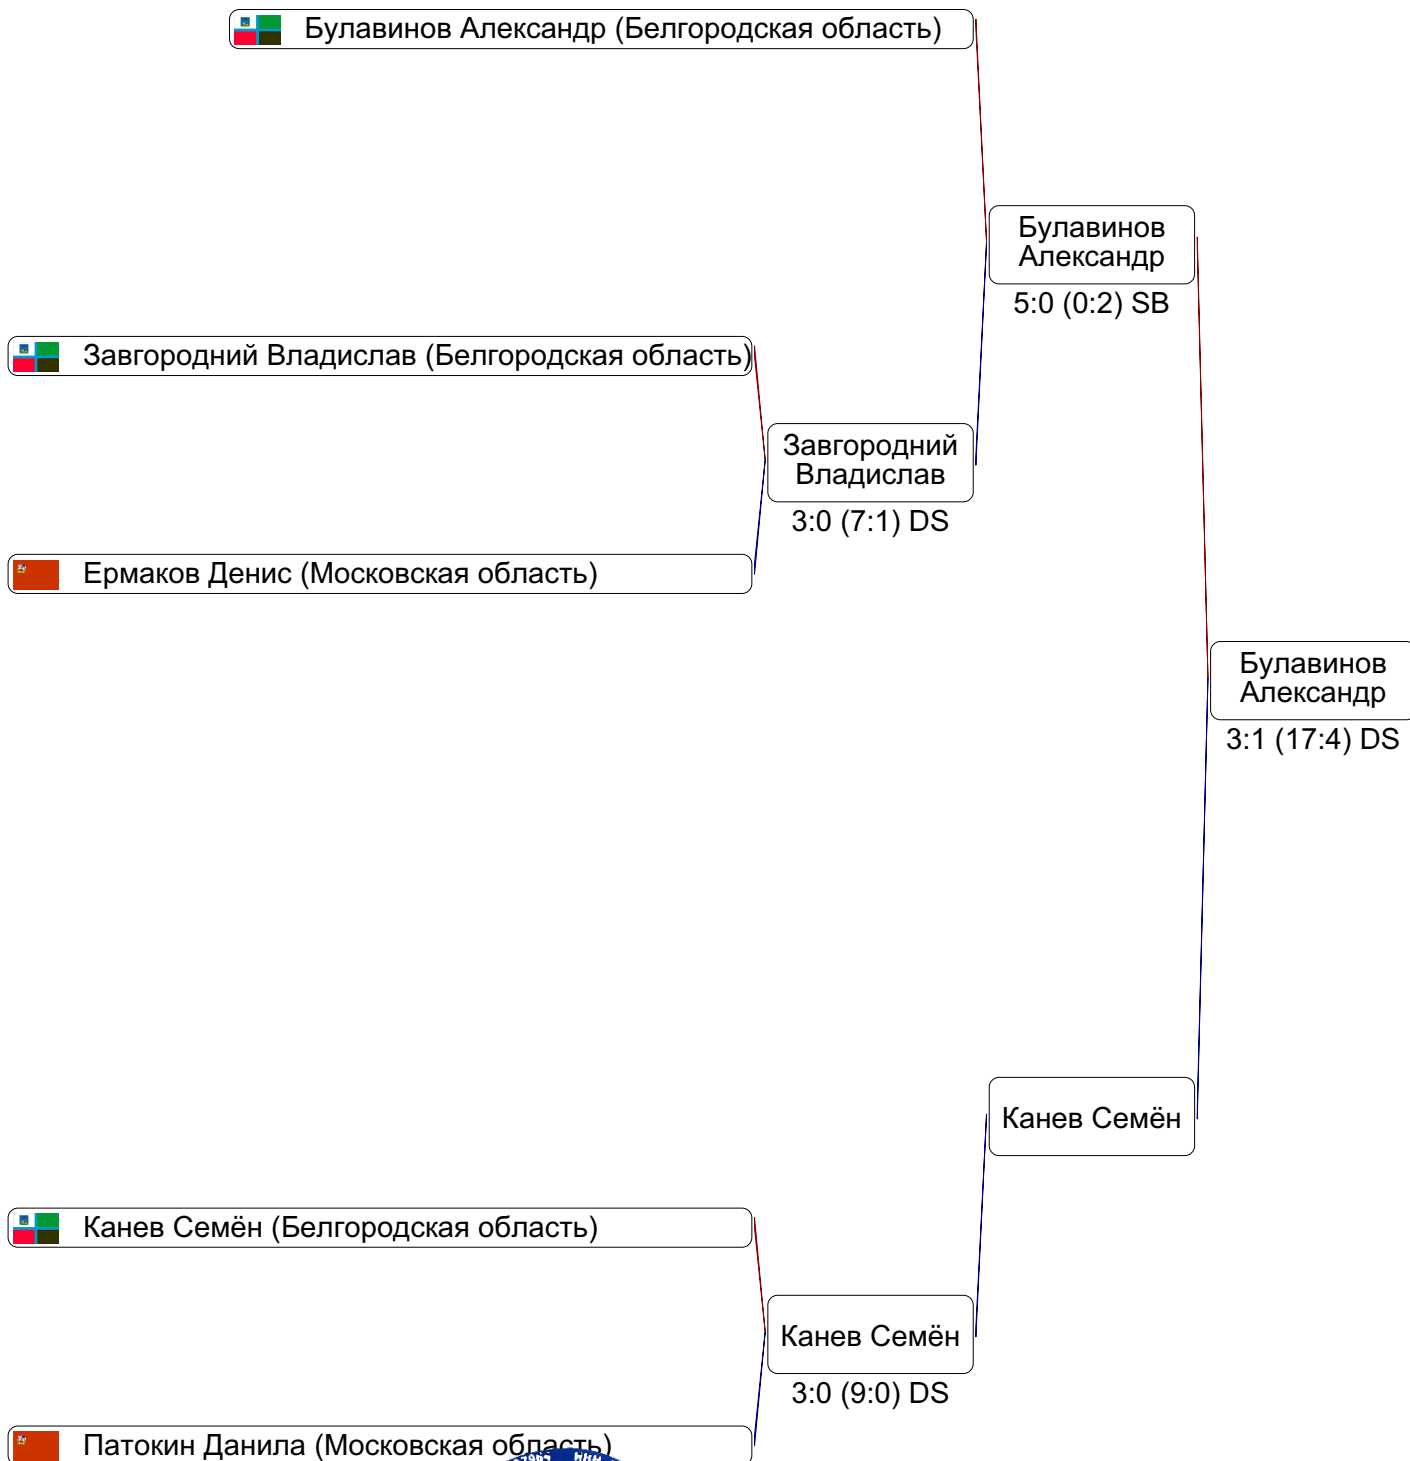 Булавинов Александр (Белгородская область)
Булавинов
Александр
5:0 (0:2) SB
Завгородний Владислав (Белгородская область)
Завгородний
Владислав
3:0 (7:1) DS
Ермаков Денис (Московская область)
Булавинов
Александр
3:1 (17:4) DS
Канев Семён
Канев Семён (Белгородская область)
Канев Семён
3:0 (9:0) DS
Патокин Данила (Московская область)